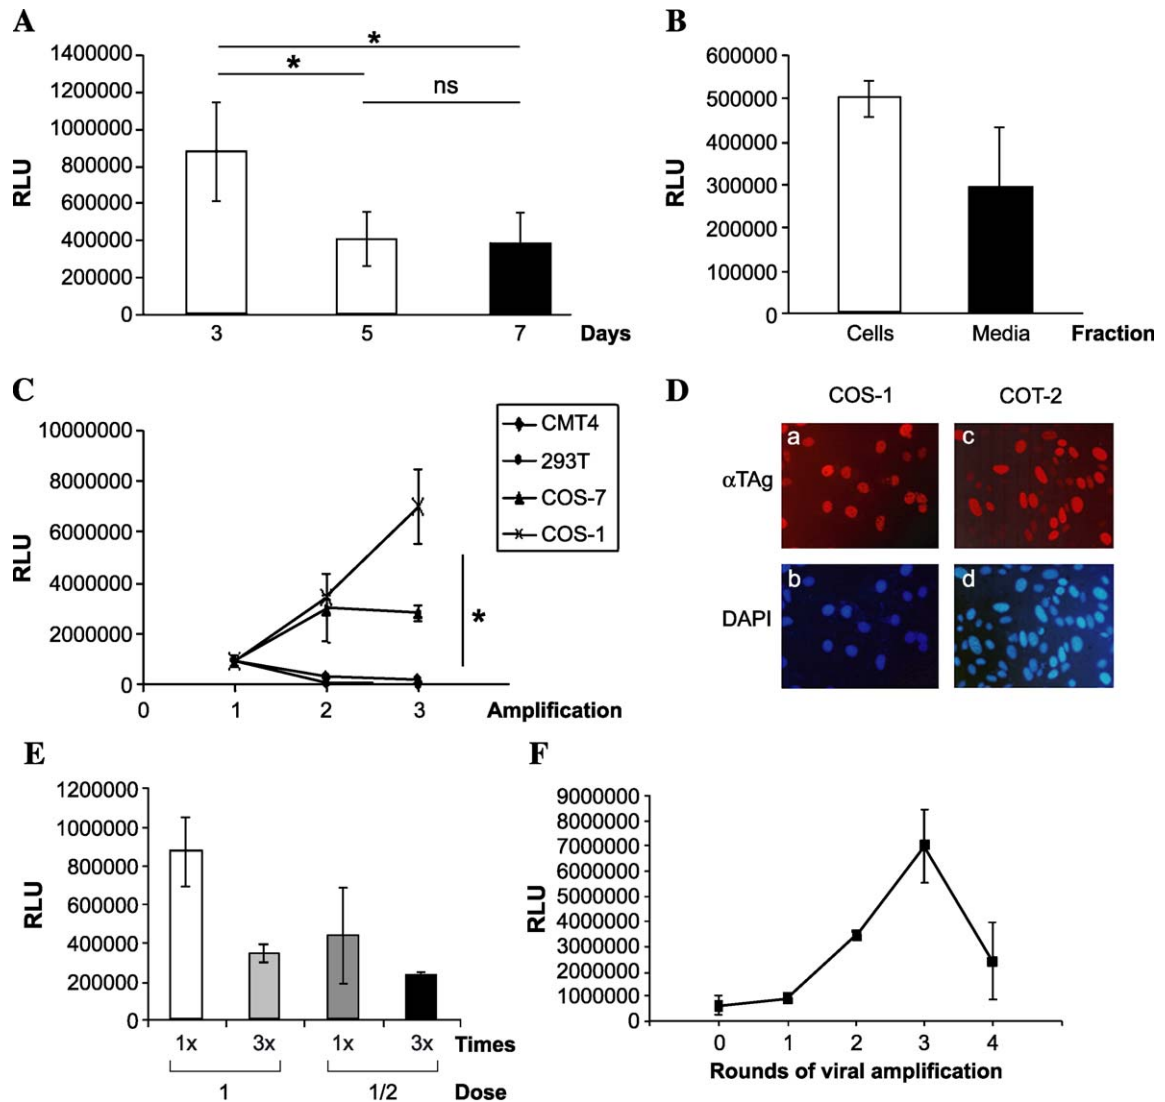 A
1400000
1200000
1000000
800000
600000
400000
200000
0
RLU
*
*
ns
3 5 7 Days
B
600000
500000
400000
300000
200000
100000
0
RLU
Cells Media Fraction
C
10000000
8000000
6000000
4000000
2000000
0
RLU
CMT4
293T
COS-7
COS-1
*
0 1 2 3 Amplification
D
COS-1 COT-2
αTAg
a c
DAPI
b d
E
1200000
1000000
800000
600000
400000
200000
0
RLU
1x 3x 1x 3x Times
1 1/2 Dose
F
9000000
8000000
7000000
6000000
5000000
4000000
3000000
2000000
1000000
0
RLU
0 1 2 3 4
Rounds of viral amplification